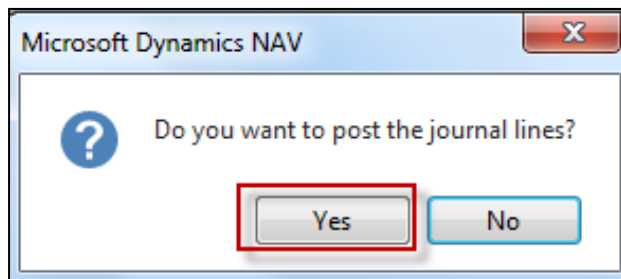 Microsoft Dynamics NAV
Do you want to post the journal lines?
Yes No